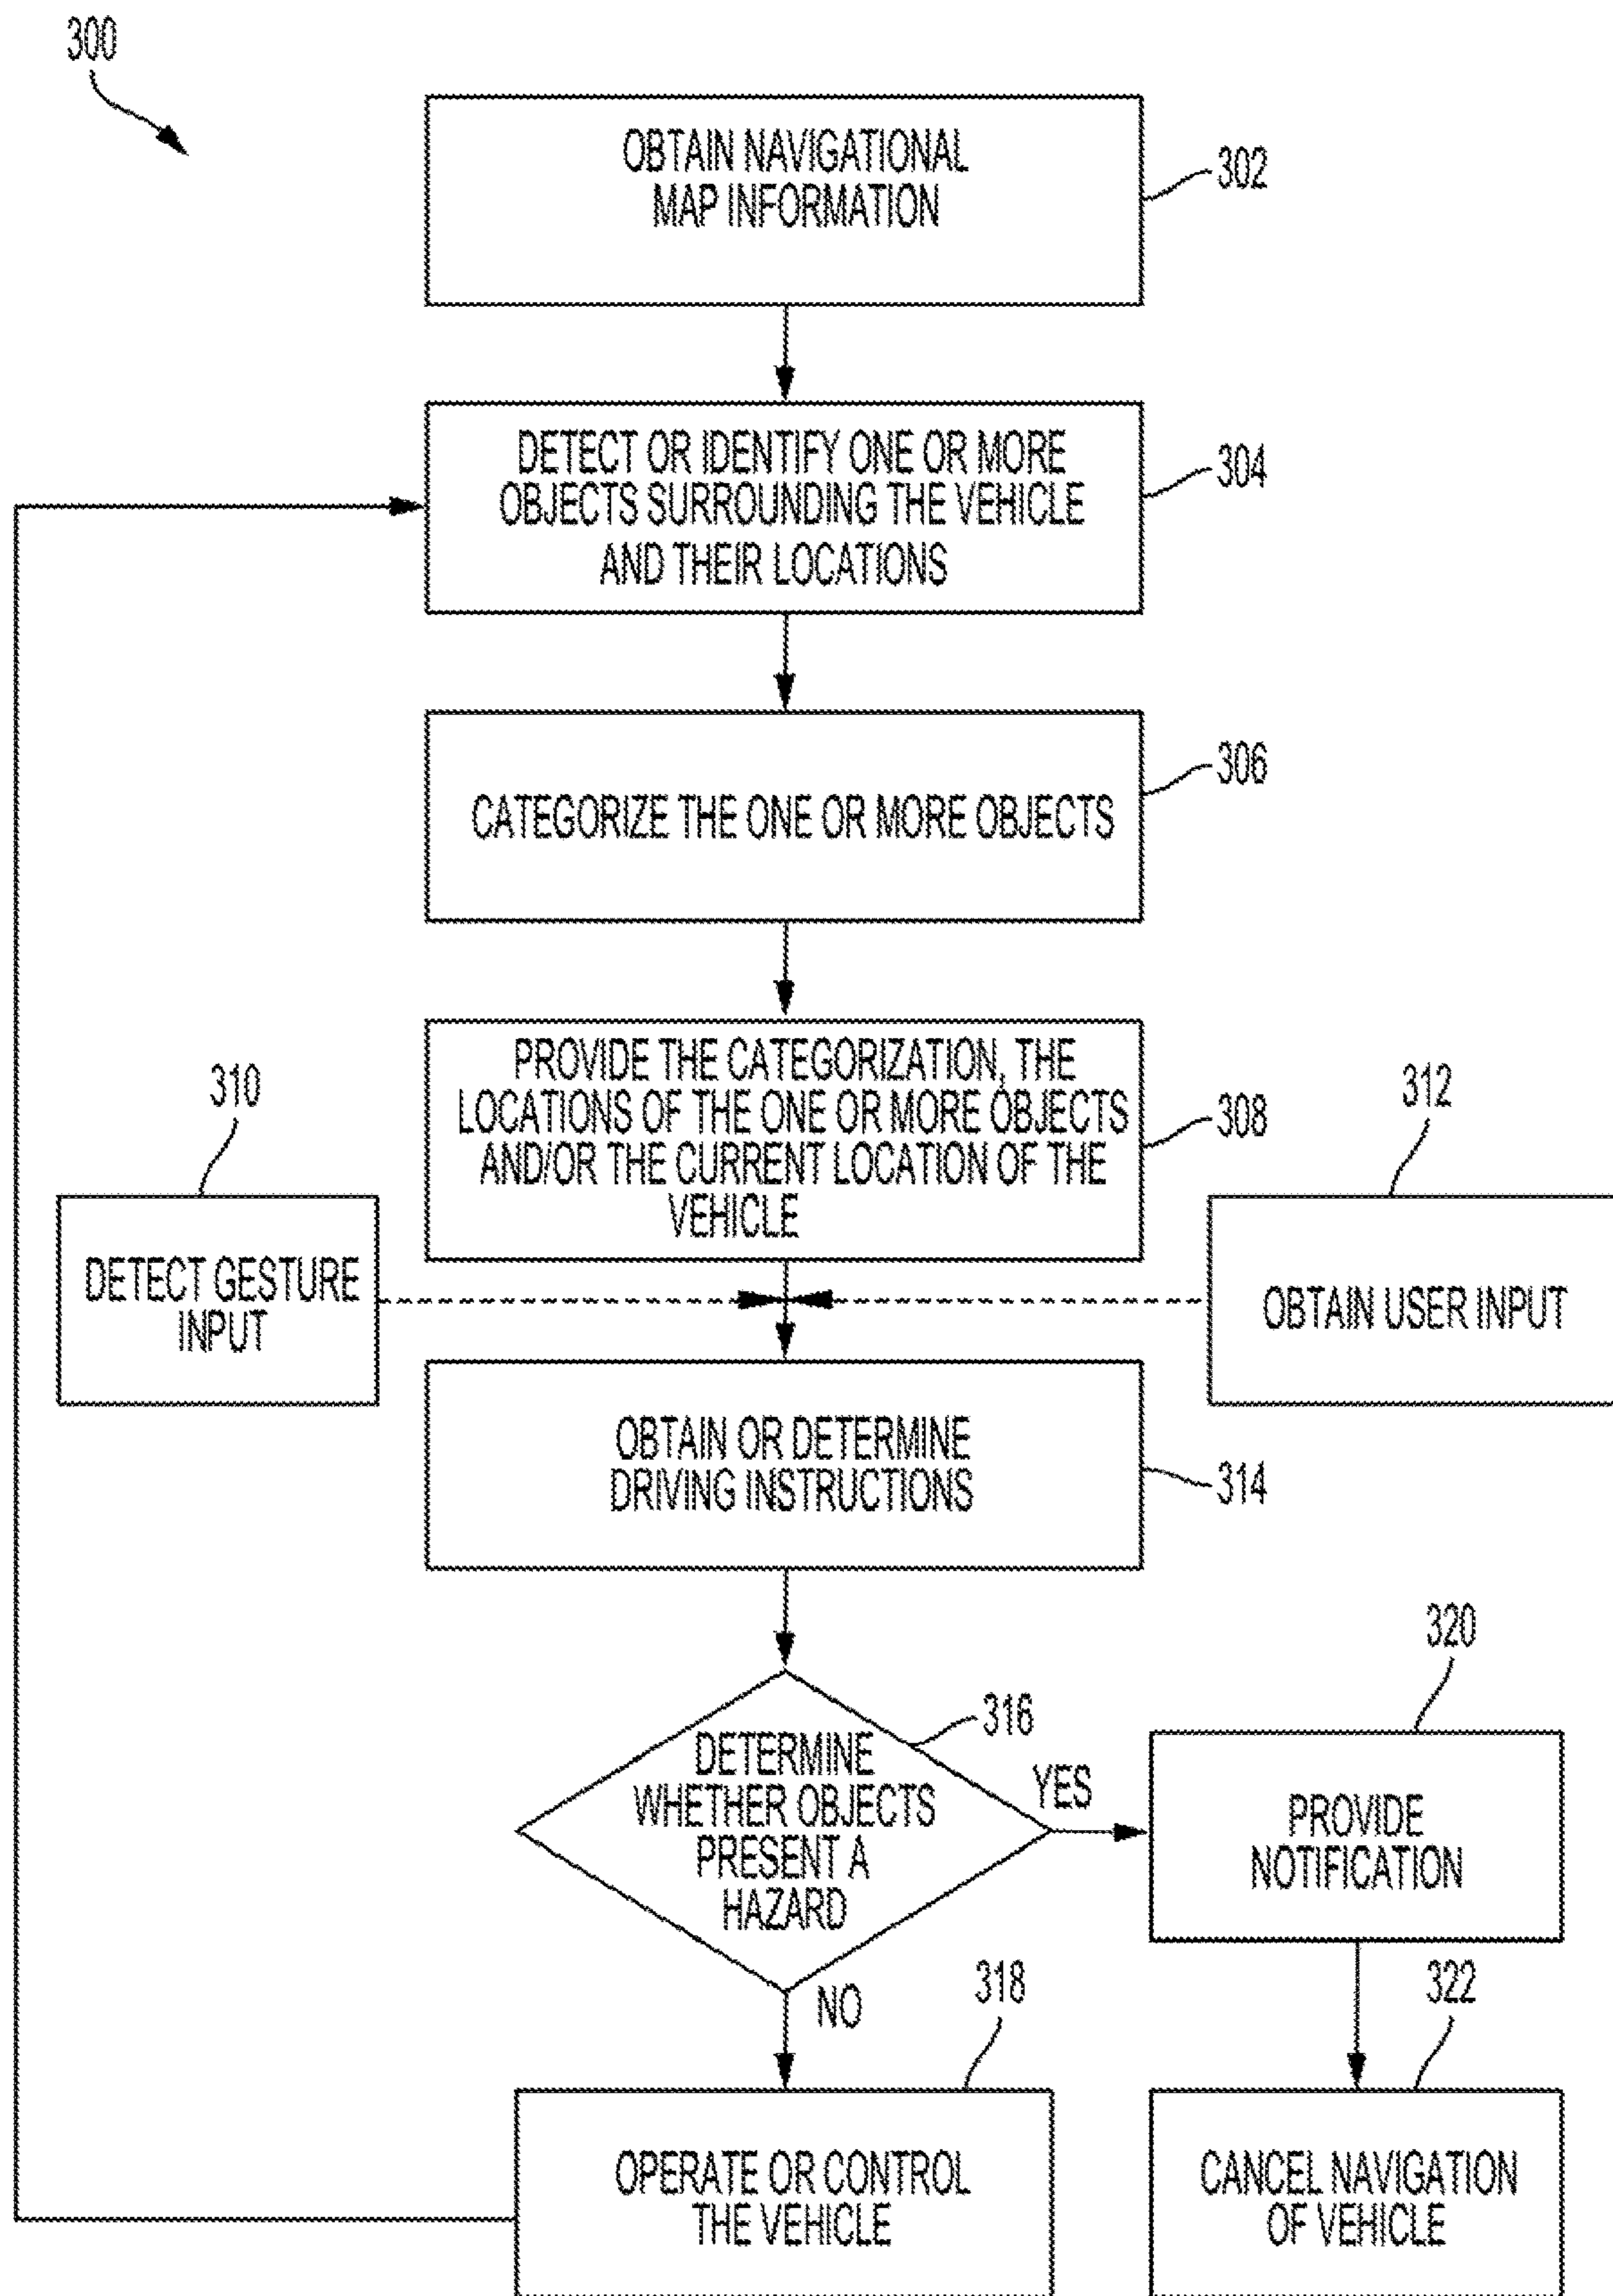 300
OBTAIN NAVIGATIONAL
MAP INFORMATION
302
DETECT OR IDENTIFY ONE OR MORE
OBJECTS SURROUNDING THE VEHICLE
AND THEIR LOCATIONS
304
CATEGORIZE THE ONE OR MORE OBJECTS
306
PROVIDE THE CATEGORIZATION, THE
LOCATIONS OF THE ONE OR MORE OBJECTS
AND/OR THE CURRENT LOCATION OF THE
VEHICLE
308
310
DETECT GESTURE
INPUT
312
OBTAIN USER INPUT
OBTAIN OR DETERMINE
DRIVING INSTRUCTIONS
314
DETERMINE
WHETHER OBJECTS
PRESENT A
HAZARD
316
YES
NO
320
PROVIDE
NOTIFICATION
318
OPERATE OR CONTROL
THE VEHICLE
322
CANCEL NAVIGATION
OF VEHICLE